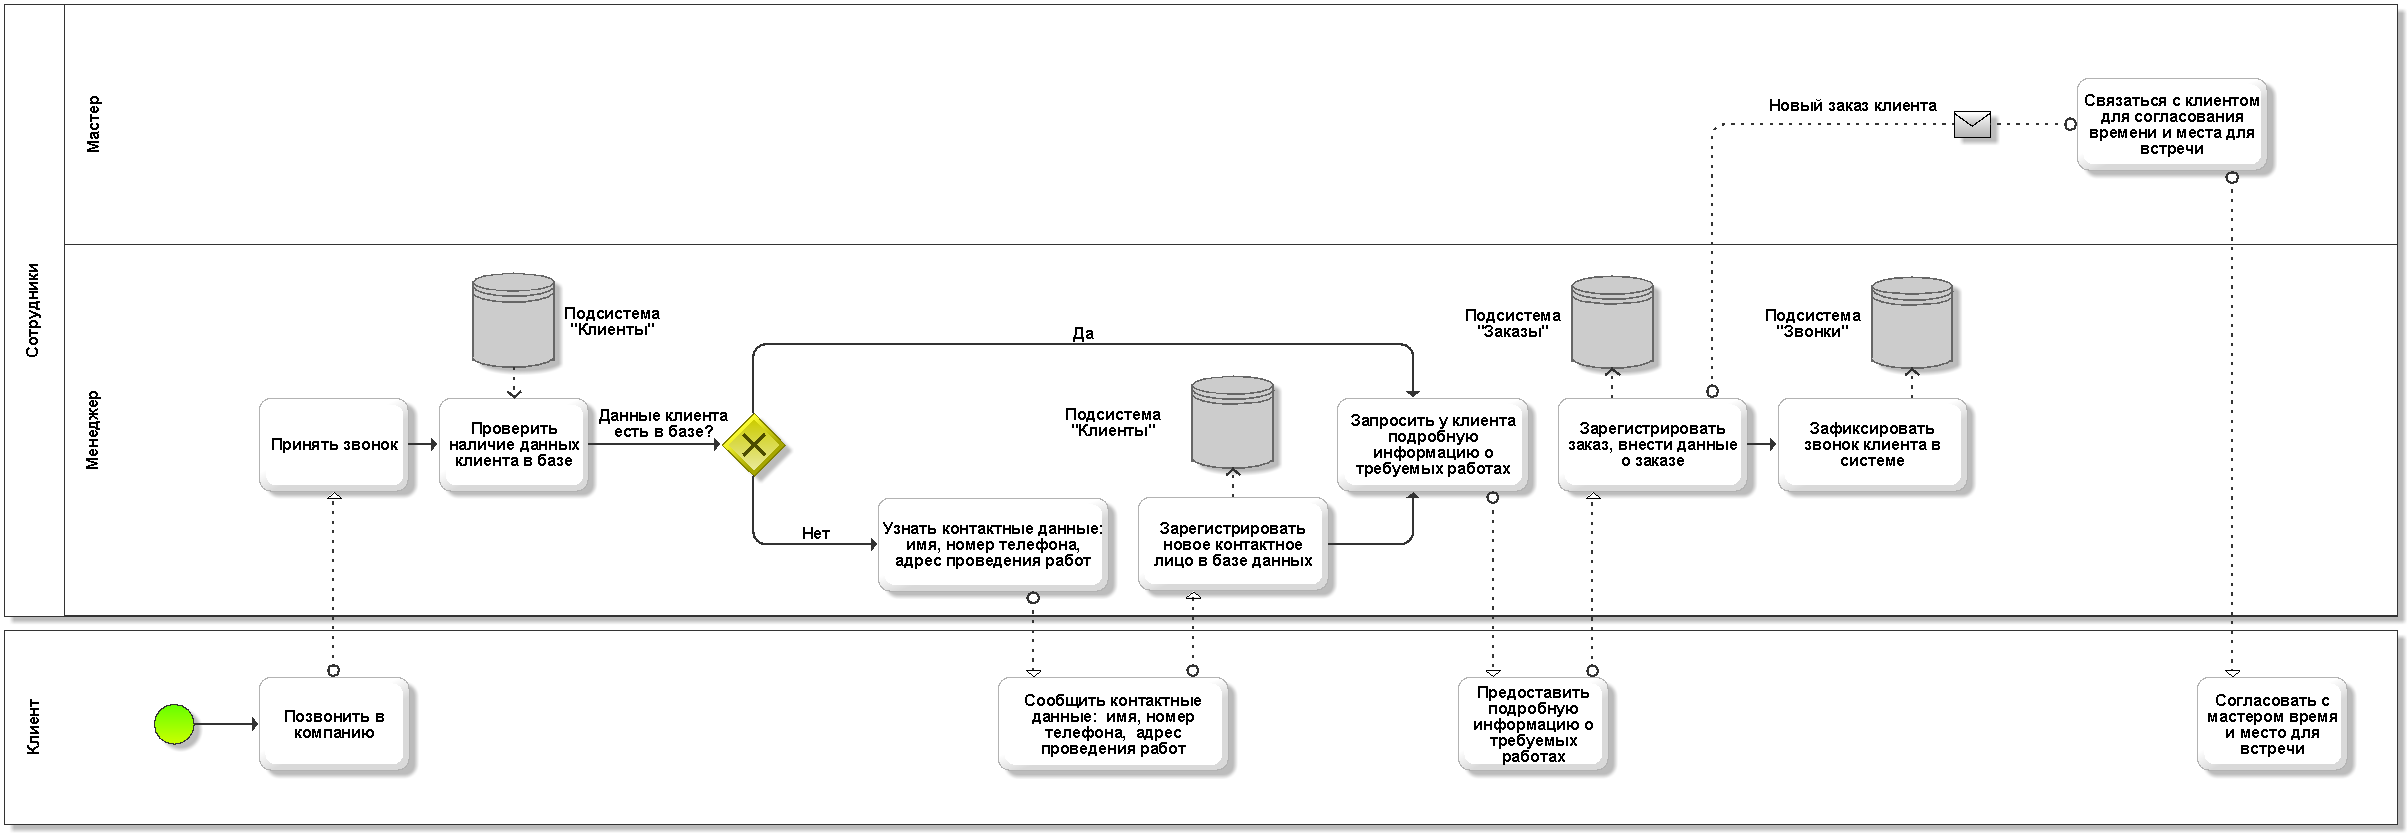 Сотрудники
Мастер
Новый заказ клиента
Связаться с клиентом
для согласования
времени и места для
встречи
Менеджер
Подсистема
"Клиенты"
Принять звонок
Проверить
наличие данных
клиента в базе
Данные клиента
есть в базе?
Да
Нет
Узнать контактные данные:
имя, номер телефона,
адрес проведения работ
Подсистема
"Клиенты"
Зарегистрировать
новое контактное
лицо в базе данных
Запросить у клиента
подробную
информацию о
требуемых работах
Подсистема
"Заказы"
Зарегистрировать
заказ, внести данные
о заказе
Подсистема
"Звонки"
Зафиксировать
звонок клиента в
системе
Клиент
Позвонить в
компанию
Сообщить контактные
данные: имя, номер
телефона, адрес
проведения работ
Предоставить
подробную
информацию о
требуемых
работах
Согласовать с
мастером время
и место для
встречи